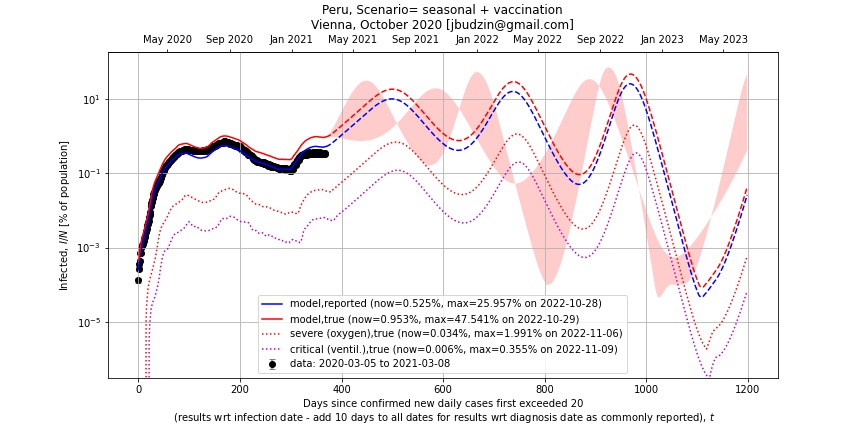 Peru, Scenario= seasonal + vaccination
Vienna, October 2020 [jbudzin@gmail.com]
May 2020 Sep 2020 Jan 2021 May 2021 Sep 2021 Jan 2022 May 2022 Sep 2022 Jan 2023 May 2023
Infected, I/N [% of population]
10¹
10⁻¹
10⁻³
10⁻⁵
model,reported (now=0.525%, max=25.957% on 2022-10-28)
model,true (now=0.953%, max=47.541% on 2022-10-29)
severe (oxygen),true (now=0.034%, max=1.991% on 2022-11-06)
critical (ventil.),true (now=0.006%, max=0.355% on 2022-11-09)
data: 2020-03-05 to 2021-03-08
0 200 400 600 800 1000 1200
Days since confirmed new daily cases first exceeded 20
(results wrt infection date - add 10 days to all dates for results wrt diagnosis date as commonly reported), t